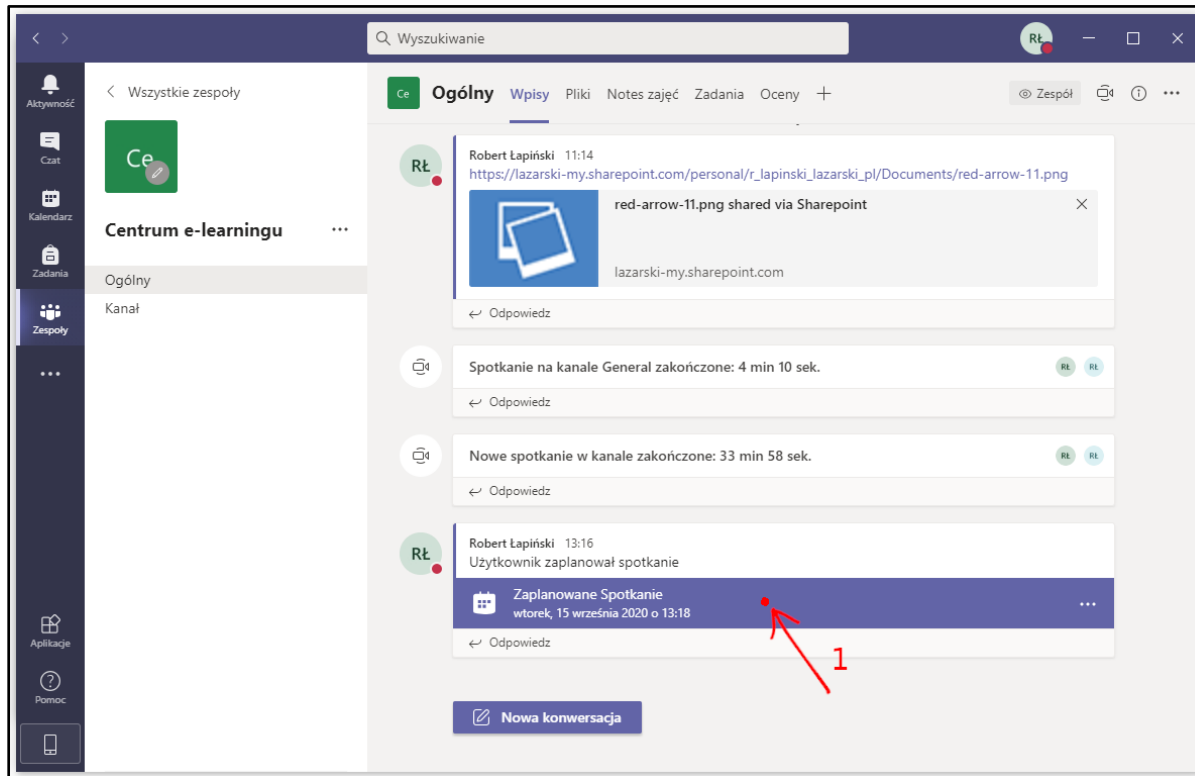 Wyszukiwanie
RŁ
Aktywność
Czat
Kalendarz
Zadania
Zespoły
Aplikacje
Pomoc
Wszystkie zespoły
Ce
Centrum e-learningu
Ogólny
Kanał
Ce Ogólny Wpisy Pliki Notes zajęć Zadania Oceny Zespół
RŁ Robert Łapiński 11:14
https://lazarski-my.sharepoint.com/personal/r_lapinski_lazarski_pl/Documents/red-arrow-11.png
red-arrow-11.png shared via Sharepoint
lazarski-my.sharepoint.com
Odpowiedz
Spotkanie na kanale General zakończone: 4 min 10 sek. RŁ RŁ
Odpowiedz
Nowe spotkanie w kanale zakończone: 33 min 58 sek. RŁ RŁ
Odpowiedz
RŁ Robert Łapiński 13:16
Użytkownik zaplanował spotkanie
Zaplanowane Spotkanie
wtorek, 15 września 2020 o 13:18
Odpowiedz
1
Nowa konwersacja